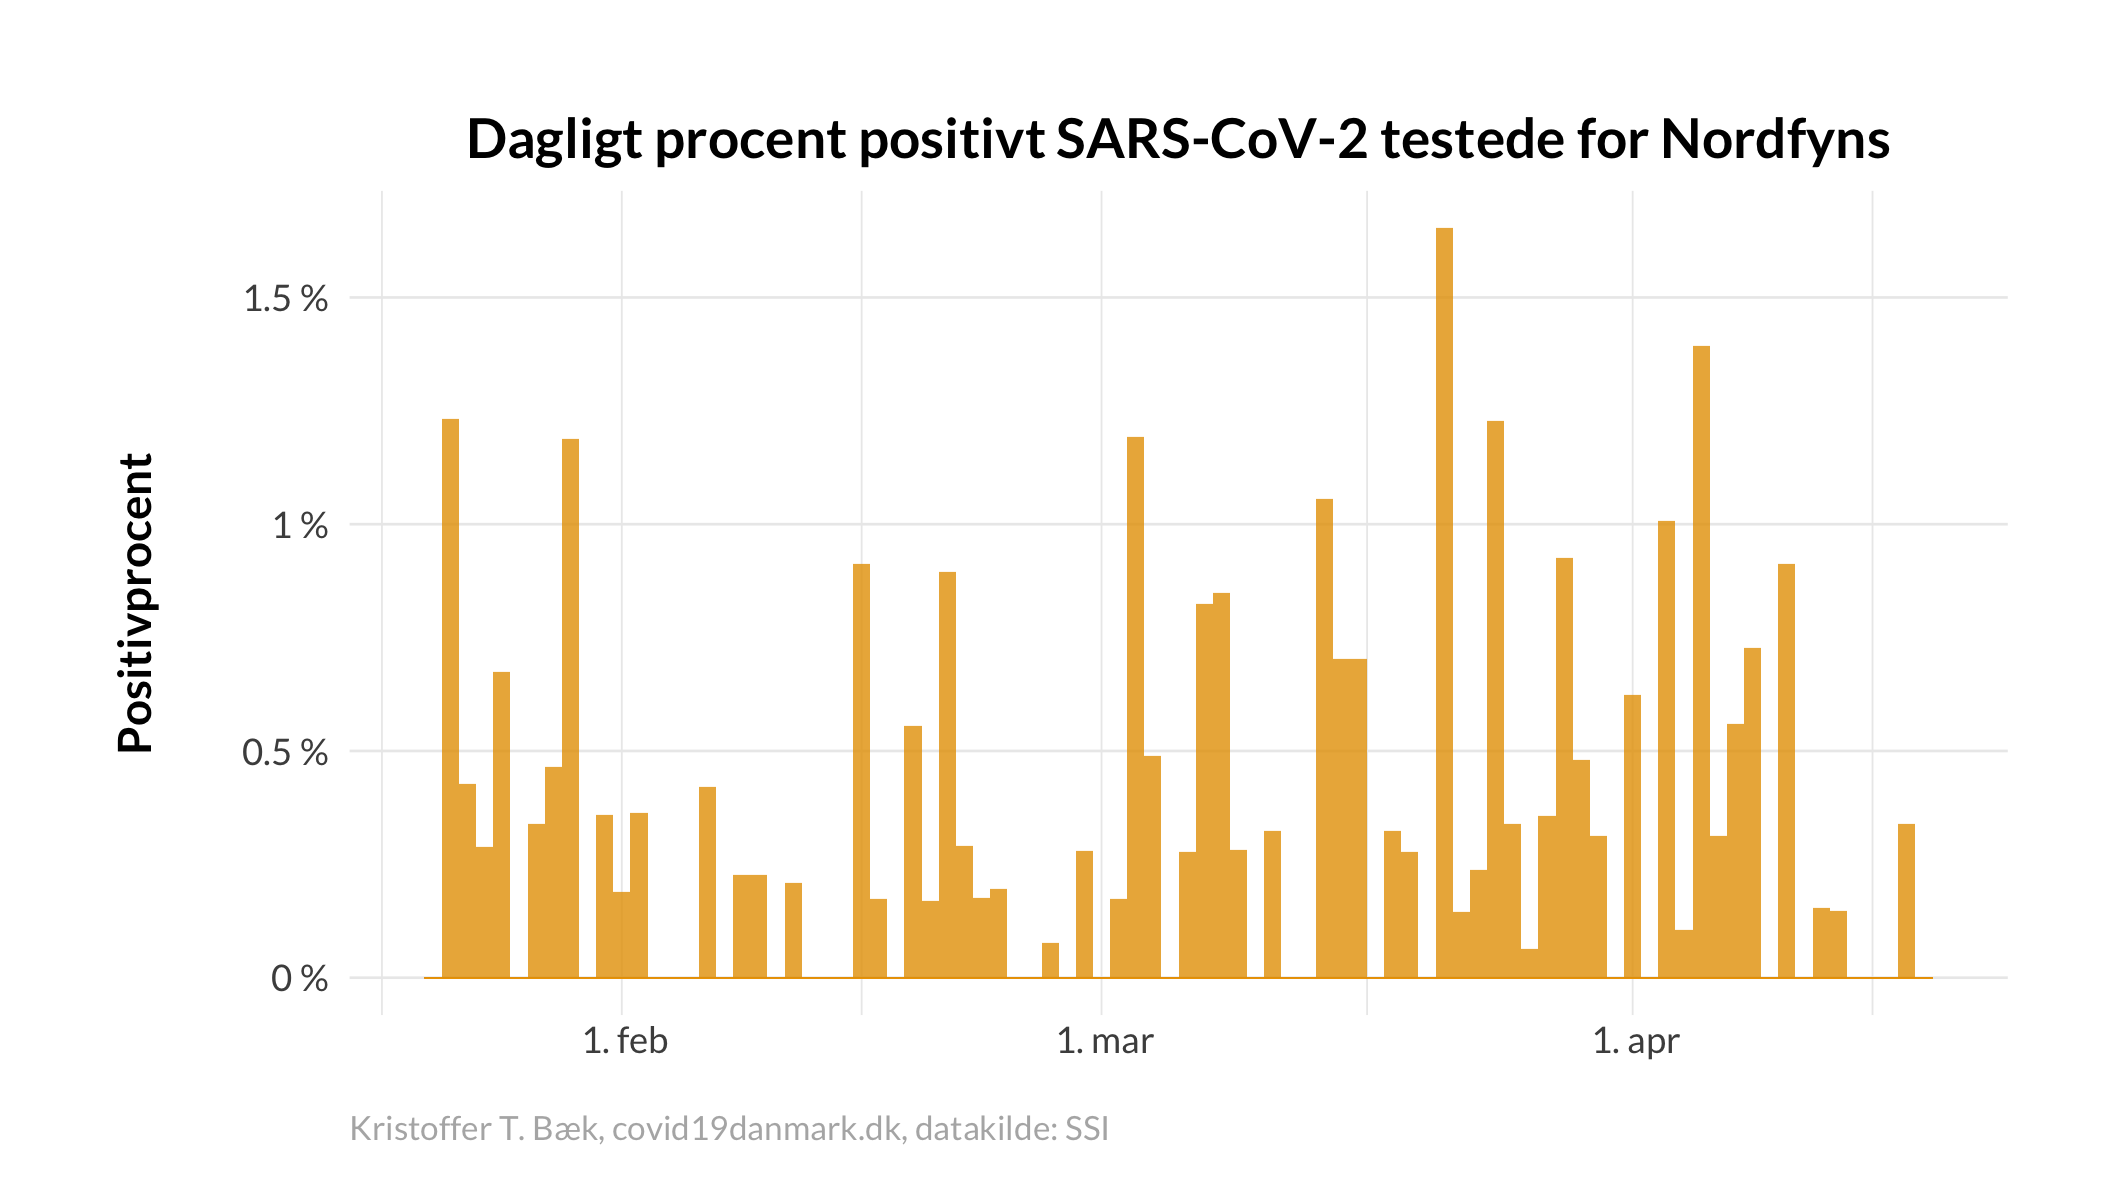 Dagligt procent positivt SARS-CoV-2 testede for Nordfyns
Positivprocent
1.5 %
1 %
0.5 %
0 %
1. feb
1. mar
1. apr
Kristoffer T. Bæk, covid19danmark.dk, datakilde: SSI